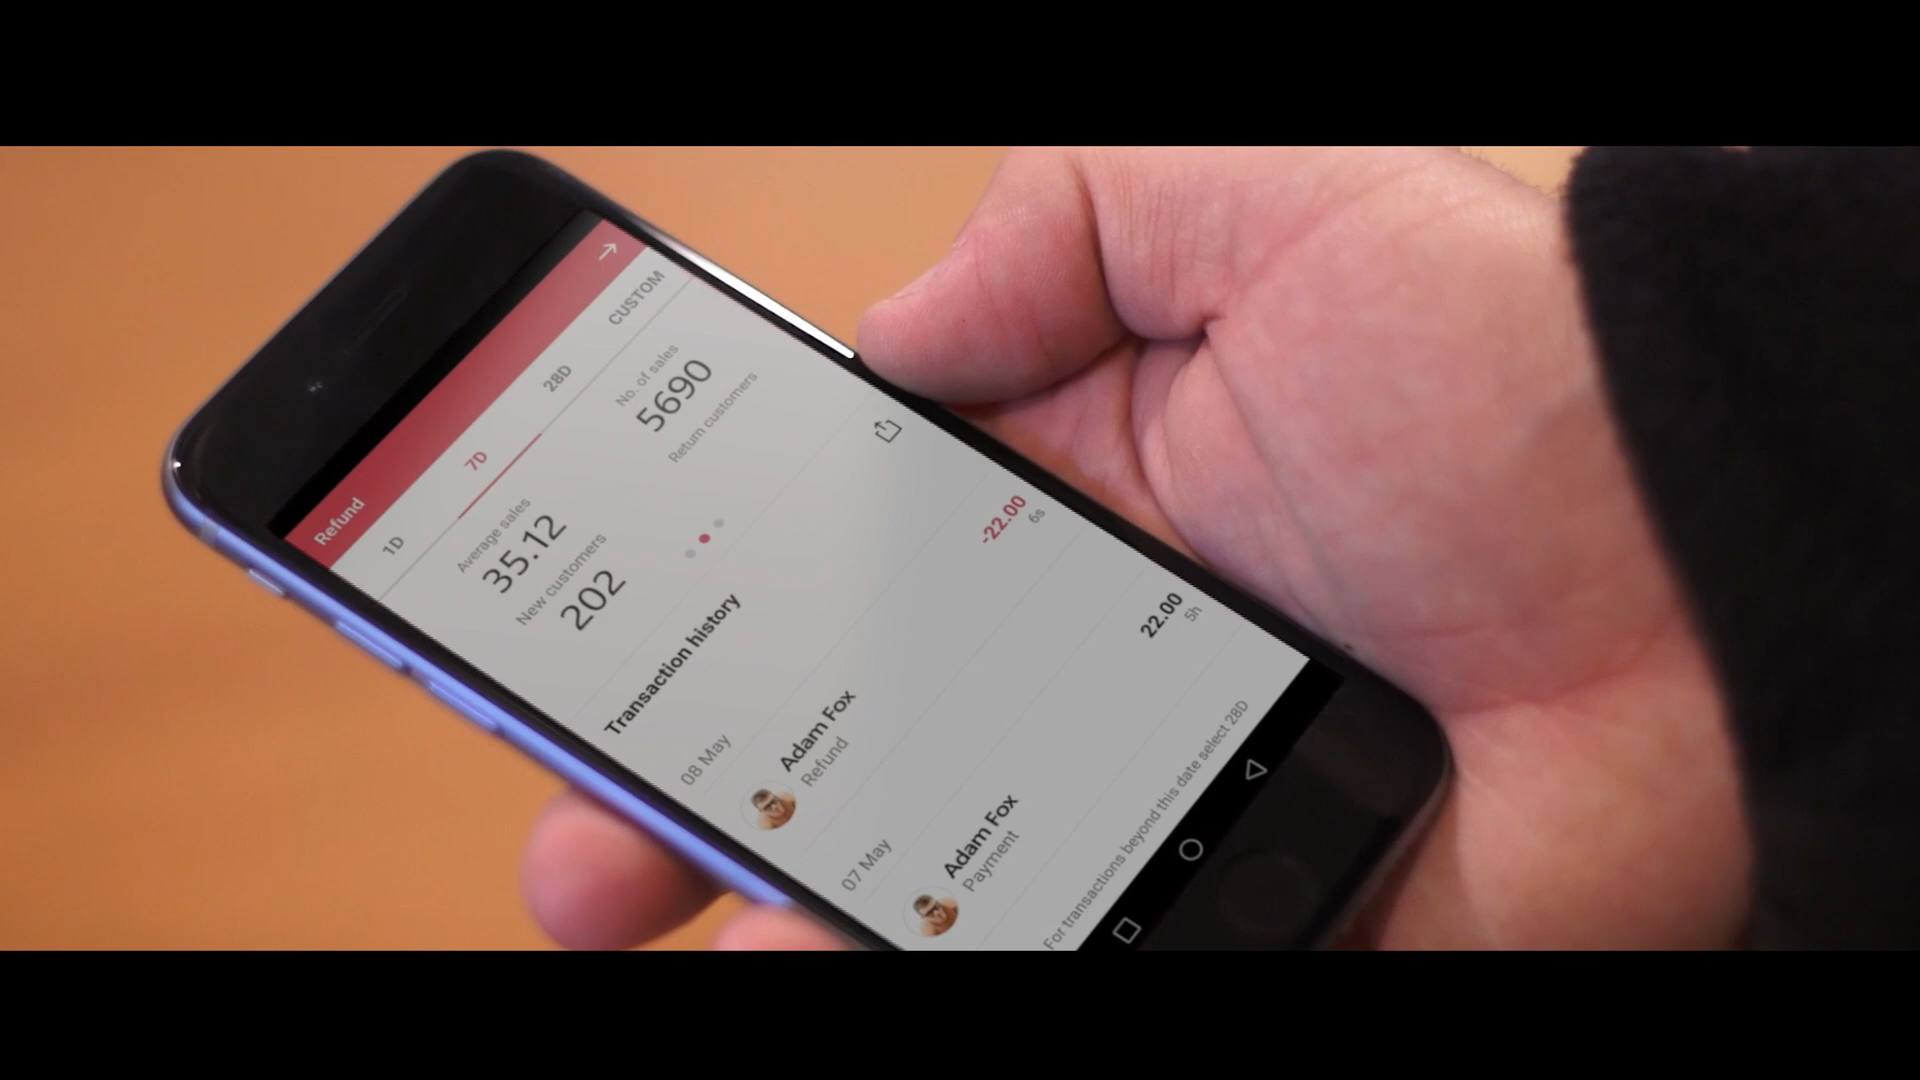 Refund
1D 7D 28D CUSTOM
Average sales No. of sales
35.12 5690
New customers Return customers
202
Transaction history
08 May
Adam Fox -22.00
Refund 6s
07 May
Adam Fox 22.00
Payment 5h
For transactions beyond this date select 28D